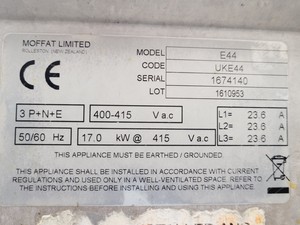 MOFFAT LIMITED
ROLLESTON (NEW ZEALAND)
CE
MODEL E44
CODE UKE44
SERIAL 1674140
LOT 1610953
3 P+N+E 400-415 V a.c
50/60 Hz 17.0 kW @ 415 V a.c
L1= 23.6 A
L2= 23.6 A
L3= 23.6 A
THIS APPLIANCE MUST BE EARTHED / GROUNDED
THIS APPLIANCE SHALL BE INSTALLED IN ACCORDANCE WITH CURRENT
REGULATIONS AND USED ONLY IN A WELL-VENTILATED SPACE. REFER TO
THE INSTRUCTIONS BEFORE INSTALLING AND USING THIS APPLIANCE.